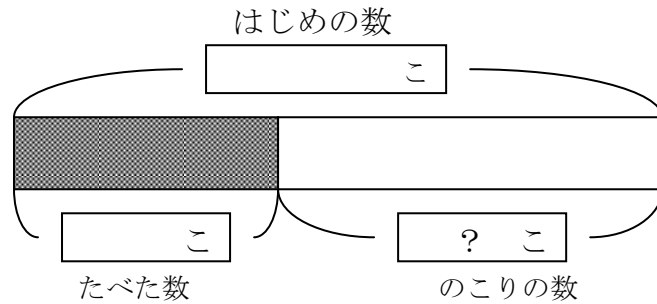 はじめの数
こ
こ
? こ
たべた数
のこりの数